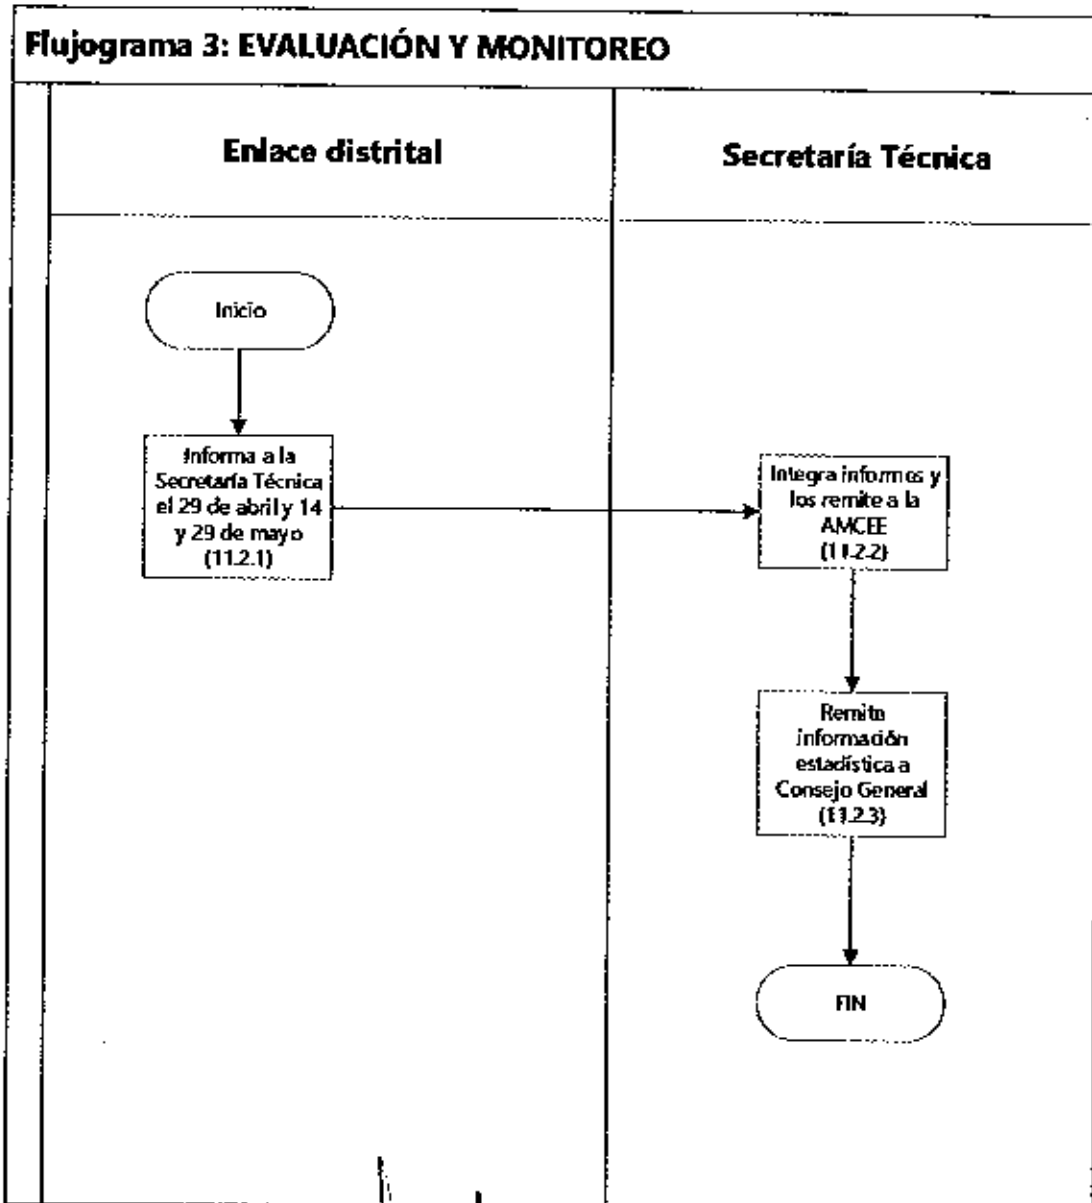 Flujograma 3: EVALUACIÓN Y MONITOREO
Enlace distrital
Secretaría Técnica
Inicio
Informa a la
Secretaría Técnica
el 29 de abril y 14
y 29 de mayo
(11.2.1)
Integra informes y
los remite a la
AMCEE
(11.2.2)
Remite
información
estadística a
Consejo General
(11.2.3)
FIN